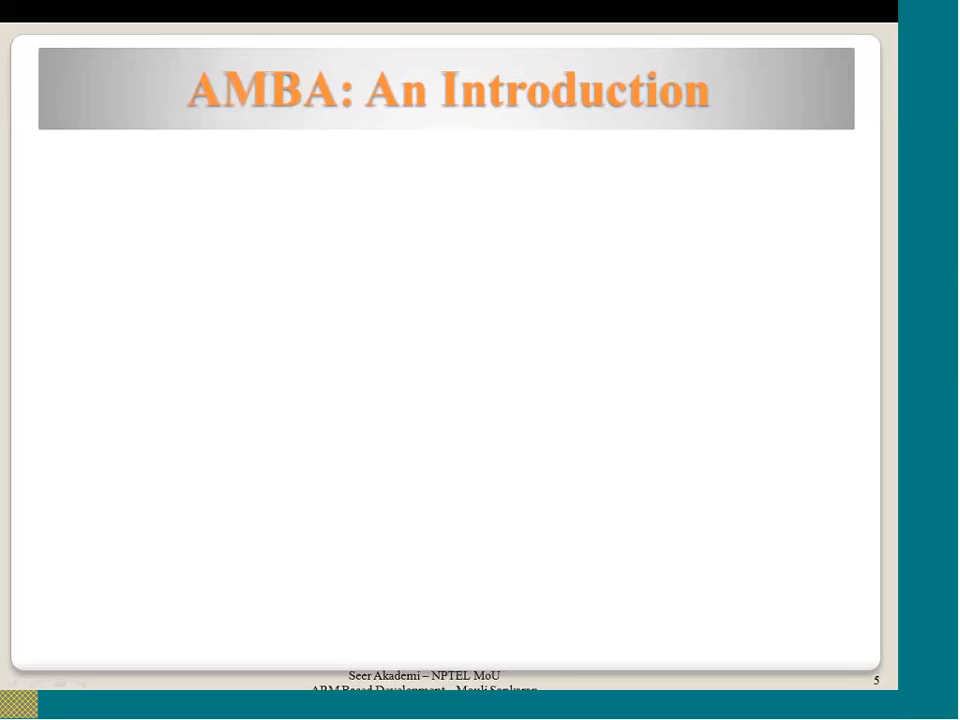 AMBA: An Introduction
Seer Akademi – NPTEL MoU
ARM Based Development - Mouli Sankaran
5